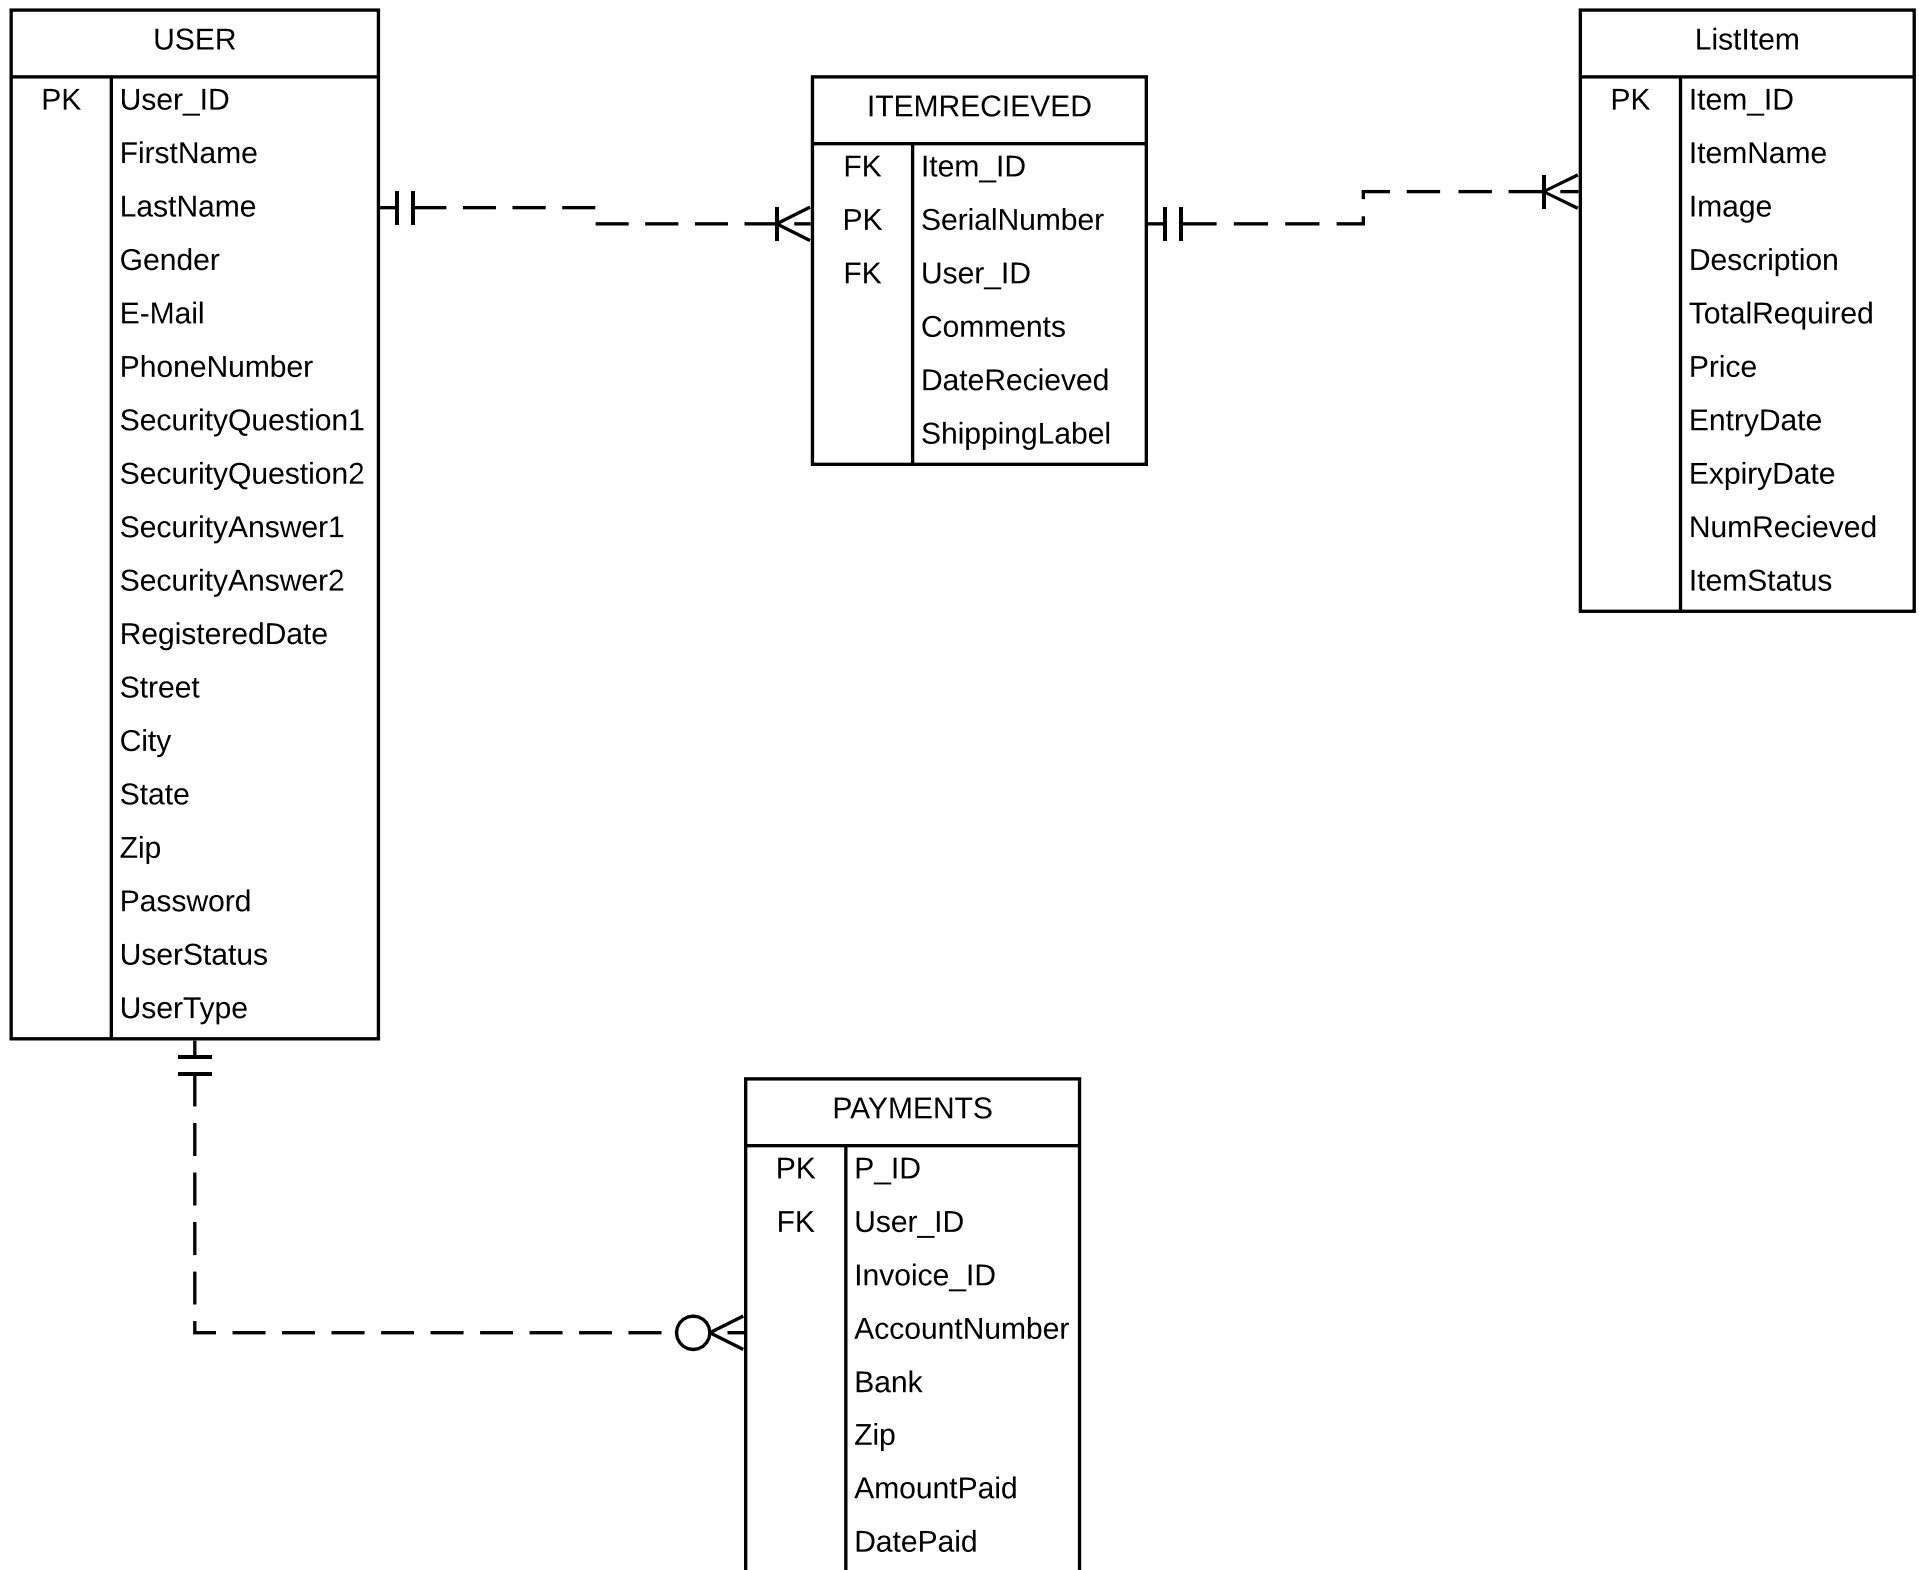 USER
PK User_ID
FirstName
LastName
Gender
E-Mail
PhoneNumber
SecurityQuestion1
SecurityQuestion2
SecurityAnswer1
SecurityAnswer2
RegisteredDate
Street
City
State
Zip
Password
UserStatus
UserType
ITEMRECIEVED
FK Item_ID
PK SerialNumber
FK User_ID
Comments
DateRecieved
ShippingLabel
ListItem
PK Item_ID
ItemName
Image
Description
TotalRequired
Price
EntryDate
ExpiryDate
NumRecieved
ItemStatus
PAYMENTS
PK P_ID
FK User_ID
Invoice_ID
AccountNumber
Bank
Zip
AmountPaid
DatePaid